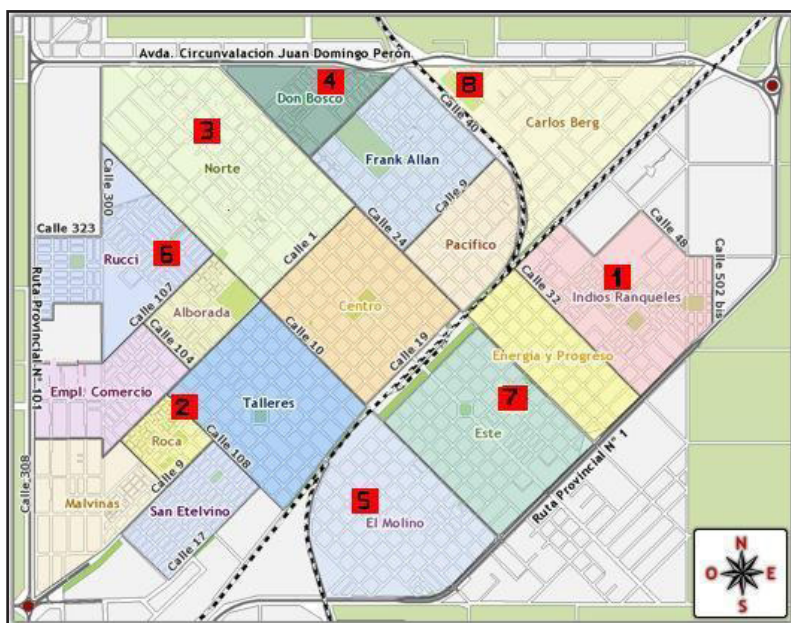 Avda. Circunvalacion Juan Domingo Perón
4
Don Bosco
8
Calle 40
Carlos Berg
3
Norte
Frank Allan
Calle 300
Calle 9
Calle 48
Calle 323
Calle 1
Calle 24
Pacífico
Calle 502 bis
6
Rucci
Calle 107
Alborada
Centro
Calle 32
1
Indios Ranqueles
Ruta Provincial Nº 101
Calle 104
Calle 10
Calle 19
Energia y Progreso
Empl. Comercio
2
Talleres
7
Roca
Este
Calle 9
Calle 108
Ruta Provincial Nº 1
Calle 308
Malvinas
San Etelvino
5
El Molino
Calle 17
N
O
E
S